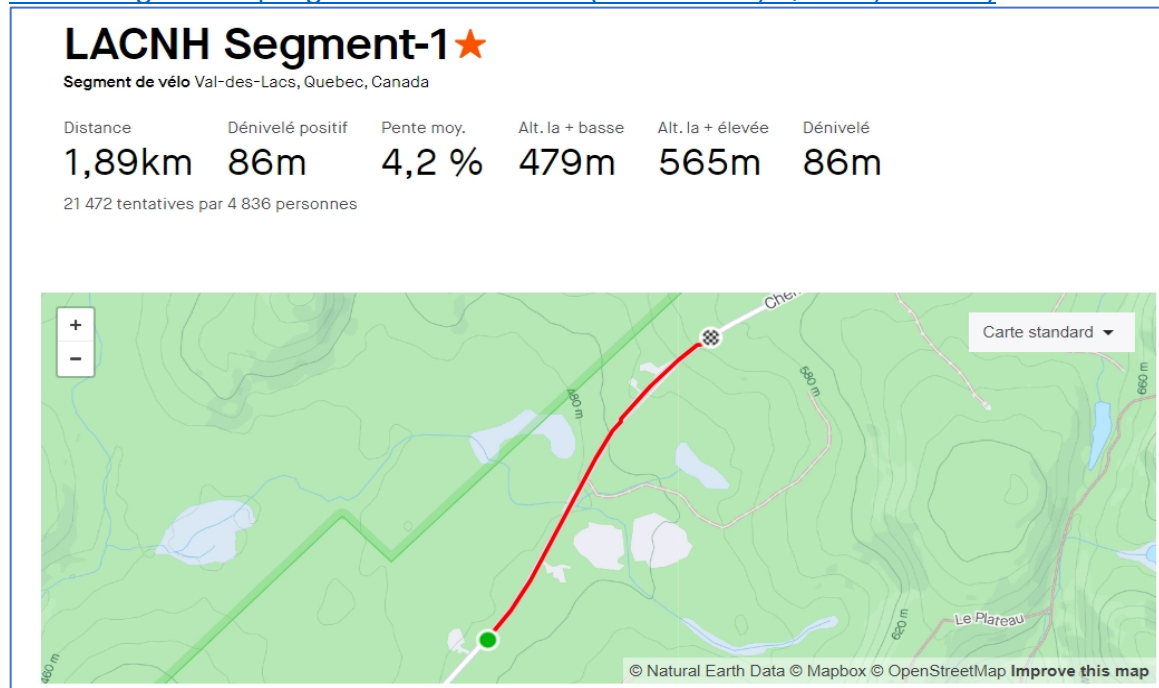 LACNH Segment-1
Segment de vélo Val-des-Lacs, Quebec, Canada
Distance Dénivelé positif Pente moy. Alt. la + basse Alt. la + élevée Dénivelé
1,89km 86m 4,2 % 479m 565m 86m
21 472 tentatives par 4 836 personnes
+
−
Carte standard
480 m
580 m
660 m
620 m
Le Plateau
460 m
© Natural Earth Data © Mapbox © OpenStreetMap Improve this map